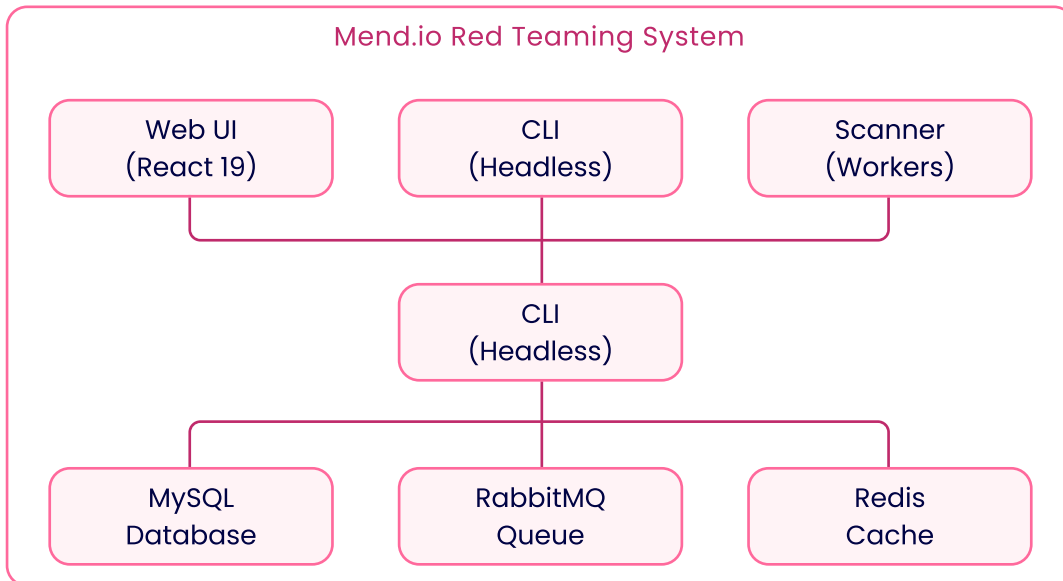 Mend.io Red Teaming System
Web UI
(React 19)
CLI
(Headless)
Scanner
(Workers)
CLI
(Headless)
MySQL
Database
RabbitMQ
Queue
Redis
Cache